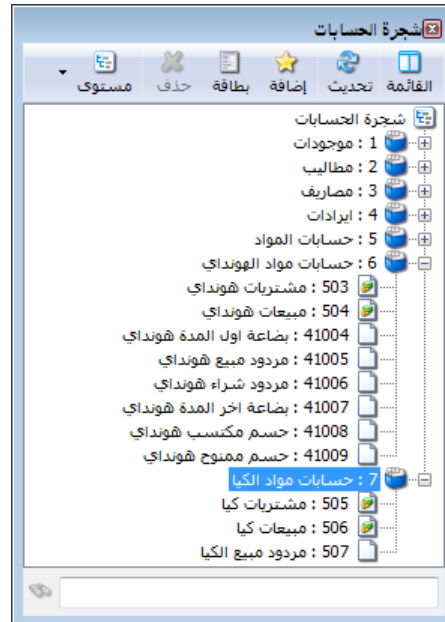 شجرة الحسابات
القائمة تحديث إضافة بطاقة حذف مستوى
شجرة الحسابات
1 : موجودات
2 : مطاليب
3 : مصاريف
4 : ايرادات
5 : حسابات المواد
6 : حسابات مواد الهونداي
503 : مشتريات هونداي
504 : مبيعات هونداي
41004 : بضاعة اول المدة هونداي
41005 : مردود مبيع هونداي
41006 : مردود شراء هونداي
41007 : بضاعة اخر المدة هونداي
41008 : حسم مكتسب هونداي
41009 : حسم ممنوح هونداي
7 : حسابات مواد الكيا
505 : مشتريات كيا
506 : مبيعات كيا
507 : مردود مبيع الكيا